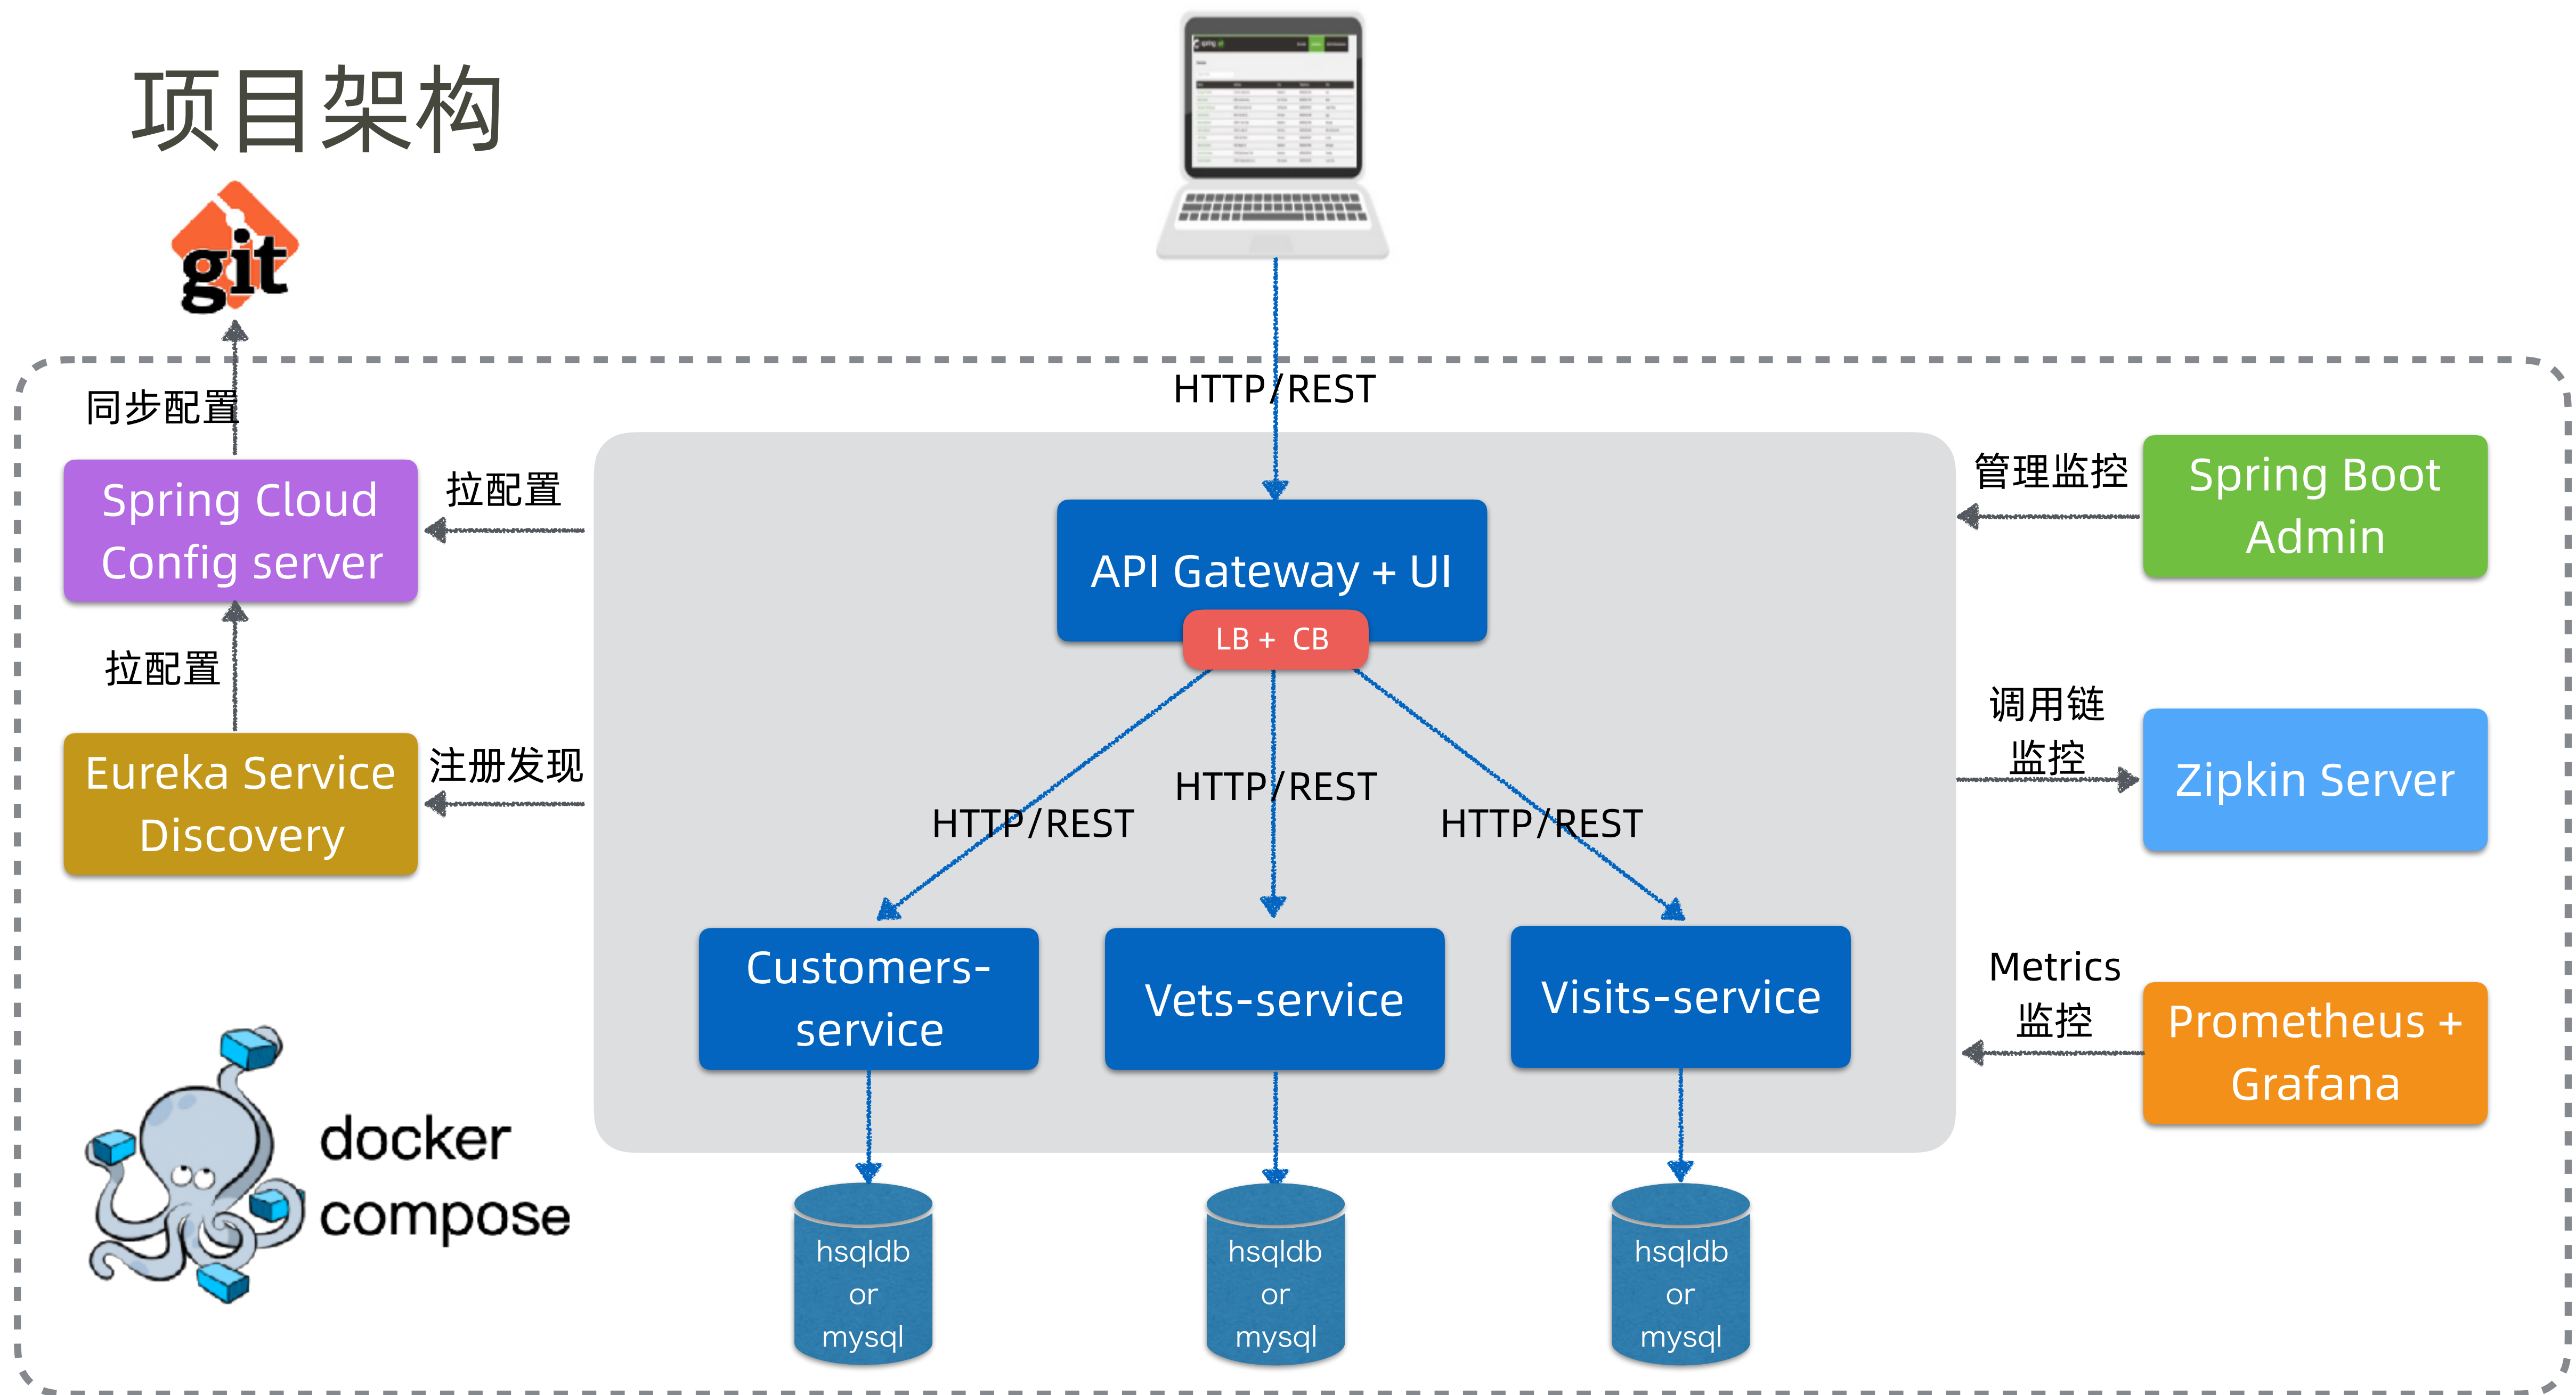 项目架构
git
同步配置
HTTP/REST
Spring Cloud
Config server
拉配置
管理监控
Spring Boot
Admin
API Gateway + UI
LB + CB
拉配置
Eureka Service
Discovery
注册发现
HTTP/REST
HTTP/REST
HTTP/REST
调用链
监控
Zipkin Server
Customers-
service
Vets-service
Visits-service
Metrics
监控
Prometheus +
Grafana
docker
compose
hsqldb
or
mysql
hsqldb
or
mysql
hsqldb
or
mysql